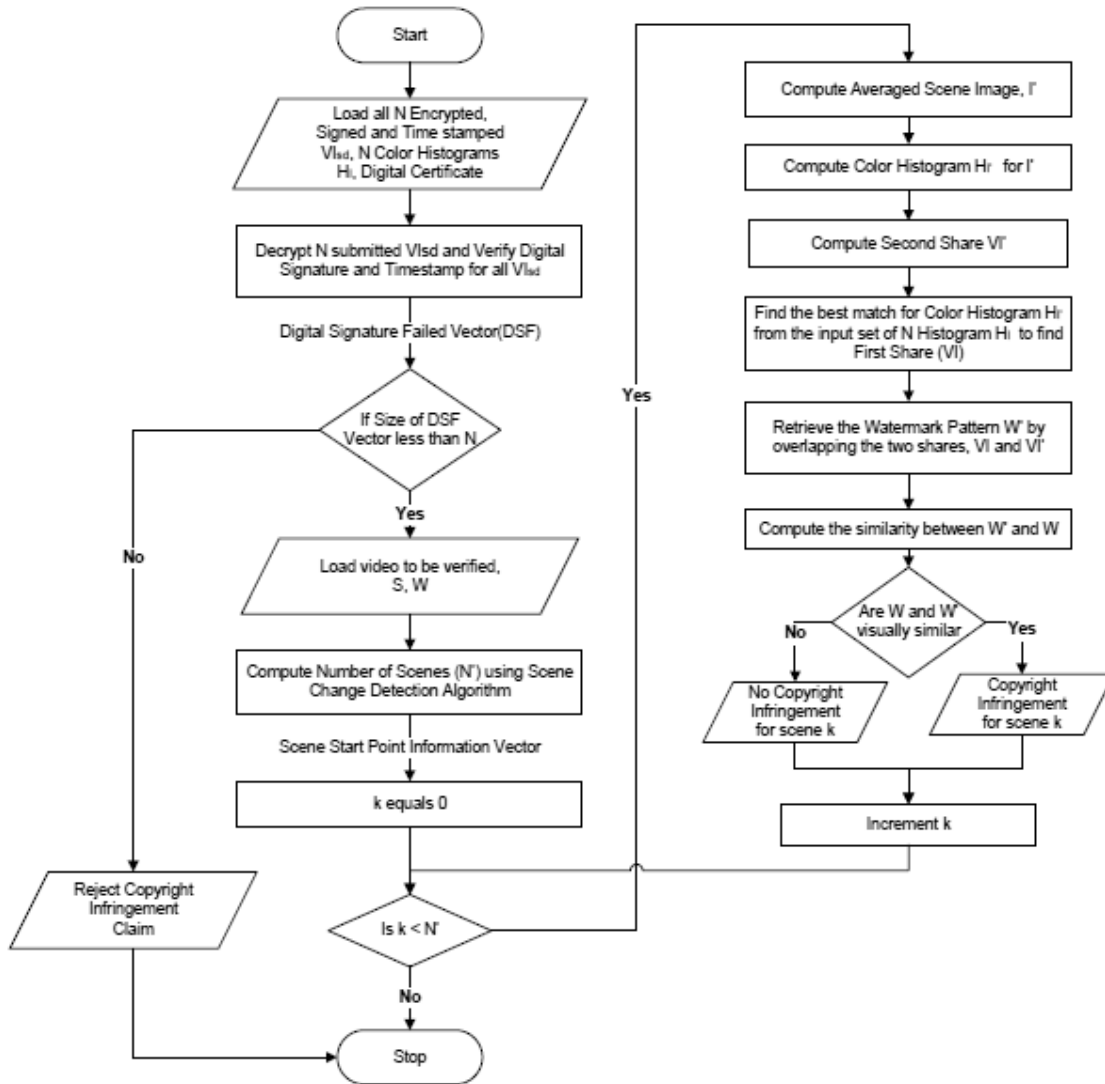 Start
Load all N Encrypted,
Signed and Time stamped
VIsd, N Color Histograms
Hi, Digital Certificate
Decrypt N submitted VIsd and Verify Digital
Signature and Timestamp for all VIsd
Digital Signature Failed Vector(DSF)
If Size of DSF
Vector less than N
No
Yes
Load video to be verified,
S, W
Compute Number of Scenes (N') using Scene
Change Detection Algorithm
Scene Start Point Information Vector
k equals 0
Reject Copyright
Infringement
Claim
Is k < N'
No
Stop
Yes
Compute Averaged Scene Image, I'
Compute Color Histogram HI' for I'
Compute Second Share VI'
Find the best match for Color Histogram HI'
from the input set of N Histogram Hi to find
First Share (VI)
Retrieve the Watermark Pattern W' by
overlapping the two shares, VI and VI'
Compute the similarity between W' and W
Are W and W'
visually similar
No
Yes
No Copyright
Infringement
for scene k
Copyright
Infringement
for scene k
Increment k